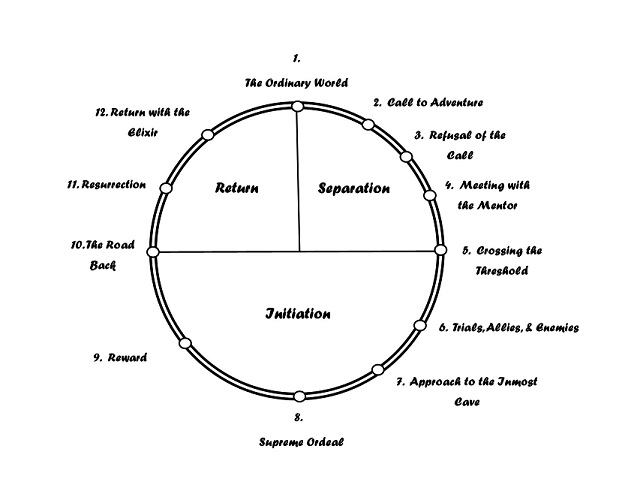 1.
The Ordinary World
2. Call to Adventure
3. Refusal of the
Call
4. Meeting with
the Mentor
5. Crossing the
Threshold
6. Trials, Allies, & Enemies
7. Approach to the Inmost
Cave
8.
Supreme Ordeal
9. Reward
10.The Road
Back
11. Resurrection
12. Return with the
Elixir
Return
Separation
Initiation